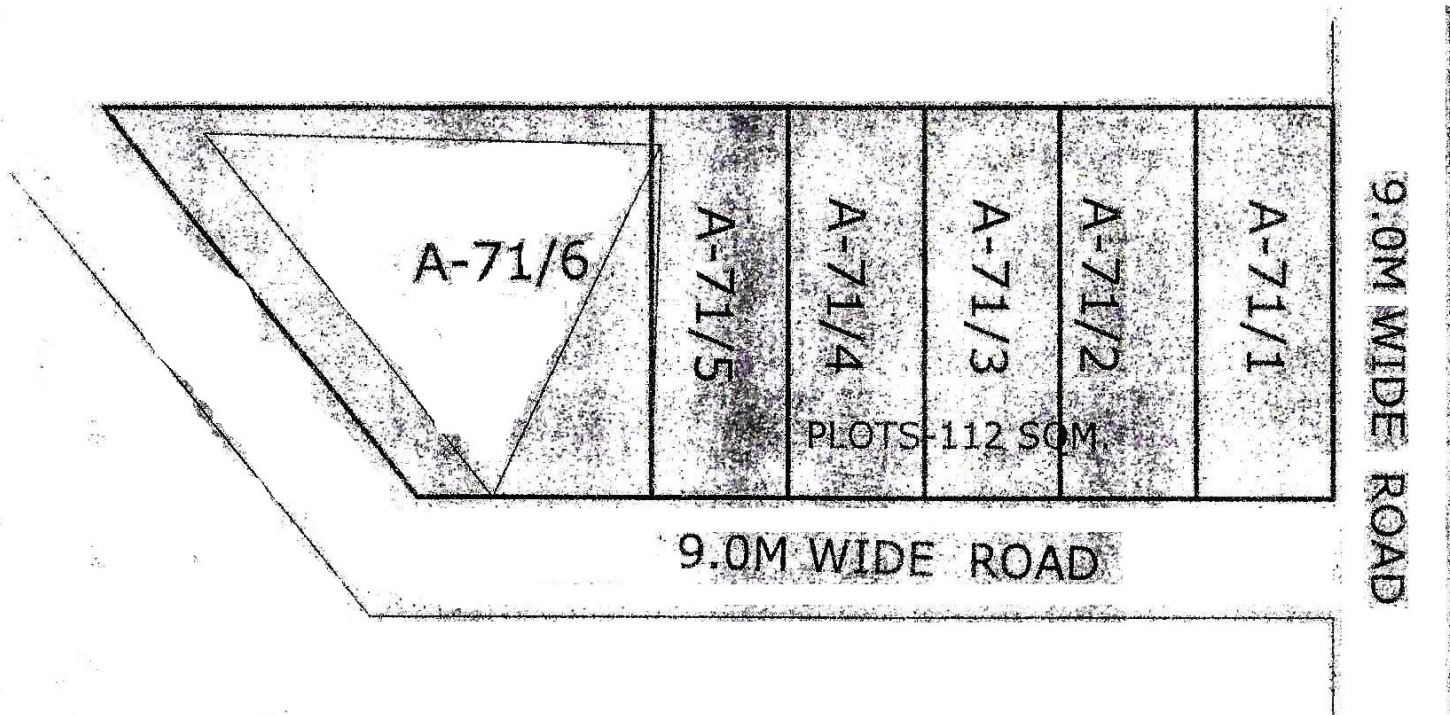 A-71/6
A-71/5
A-71/4
A-71/3
A-71/2
A-71/1
PLOTS-112 SQM.
9.0M WIDE ROAD
9.0M WIDE ROAD